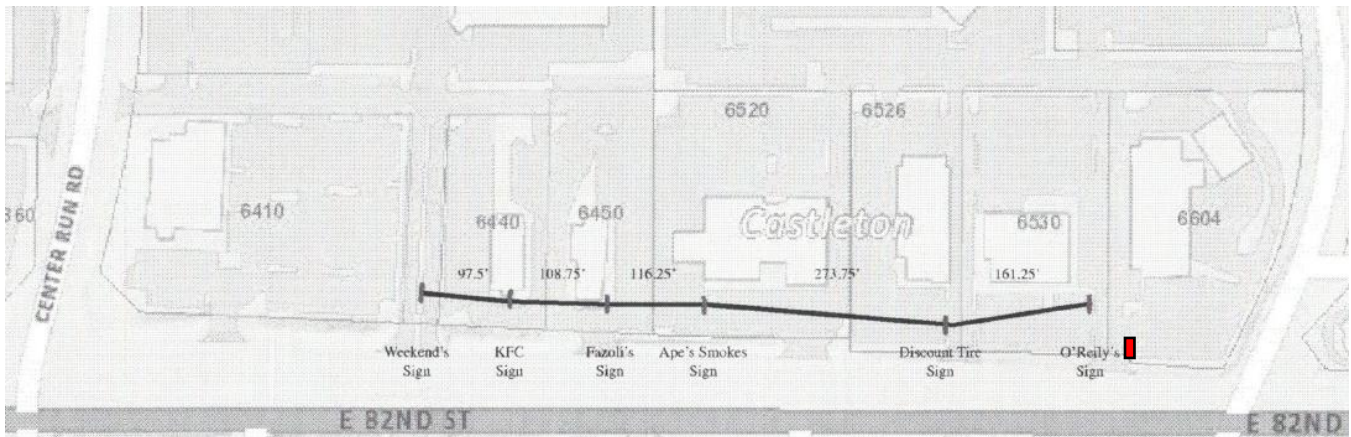 6520
6526
CENTER RUN RD
360
6410
6440
6450
Castleton
6530
6604
97.5'
108.75'
116.25'
273.75'
161.25'
Weekend's
Sign
KFC
Sign
Fazoli's
Sign
Ape's Smokes
Sign
Discount Tire
Sign
O'Reily's
Sign
E 82ND ST
E 82ND